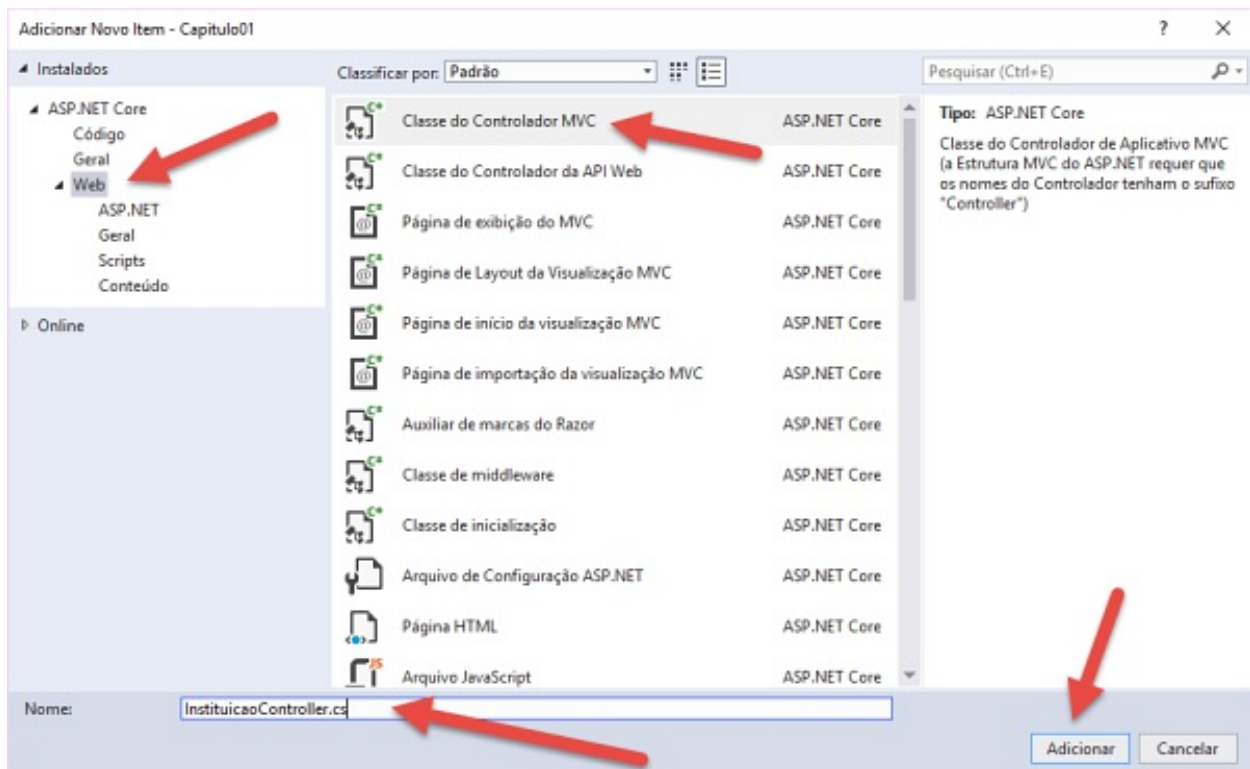 Adicionar Novo Item - Capitulo01
? X
Instalados
ASP.NET Core
Código
Geral
Web
ASP.NET
Geral
Scripts
Conteúdo
Online
Classificar por: Padrão
Classe do Controlador MVC ASP.NET Core
Classe do Controlador da API Web ASP.NET Core
Página de exibição do MVC ASP.NET Core
Página de Layout da Visualização MVC ASP.NET Core
Página de início da visualização MVC ASP.NET Core
Página de importação da visualização MVC ASP.NET Core
Auxiliar de marcas do Razor ASP.NET Core
Classe de middleware ASP.NET Core
Classe de inicialização ASP.NET Core
Arquivo de Configuração ASP.NET ASP.NET Core
Página HTML ASP.NET Core
Arquivo JavaScript ASP.NET Core
Pesquisar (Ctrl+E)
Tipo: ASP.NET Core
Classe do Controlador de Aplicativo MVC
(a Estrutura MVC do ASP.NET requer que
os nomes do Controlador tenham o sufixo
"Controller")
Nome: InstituicaoController.cs
Adicionar Cancelar